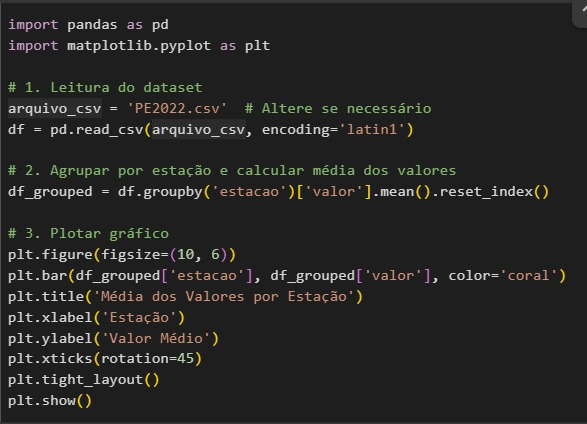 import pandas as pd
import matplotlib.pyplot as plt

# 1. Leitura do dataset
arquivo_csv = 'PE2022.csv'  # Altere se necessário
df = pd.read_csv(arquivo_csv, encoding='latin1')

# 2. Agrupar por estação e calcular média dos valores
df_grouped = df.groupby('estacao')['valor'].mean().reset_index()

# 3. Plotar gráfico
plt.figure(figsize=(10, 6))
plt.bar(df_grouped['estacao'], df_grouped['valor'], color='coral')
plt.title('Média dos Valores por Estação')
plt.xlabel('Estação')
plt.ylabel('Valor Médio')
plt.xticks(rotation=45)
plt.tight_layout()
plt.show()